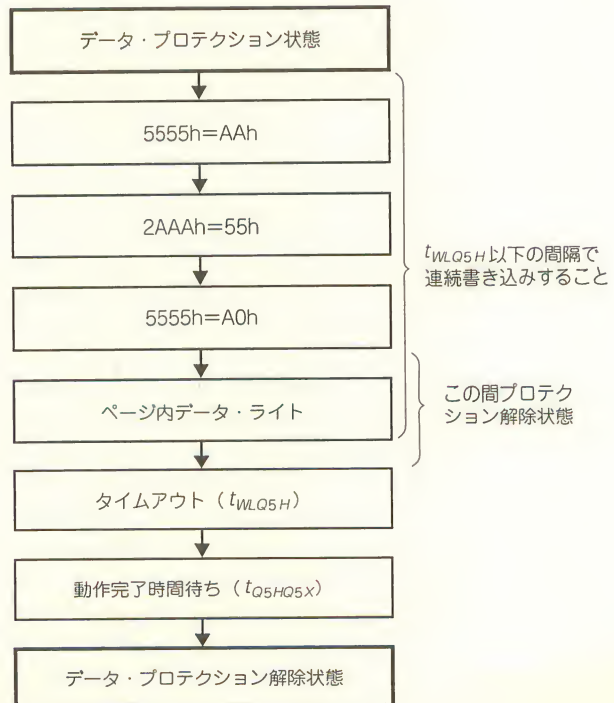 データ・プロテクション状態
5555h=AAh
2AAAh=55h
5555h=A0h
ページ内データ・ライト
タイムアウト（tWLQ5H）
動作完了時間待ち（tQ5HQ5X）
データ・プロテクション解除状態
tWLQ5H以下の間隔で
連続書き込みすること
この間プロテク
ション解除状態